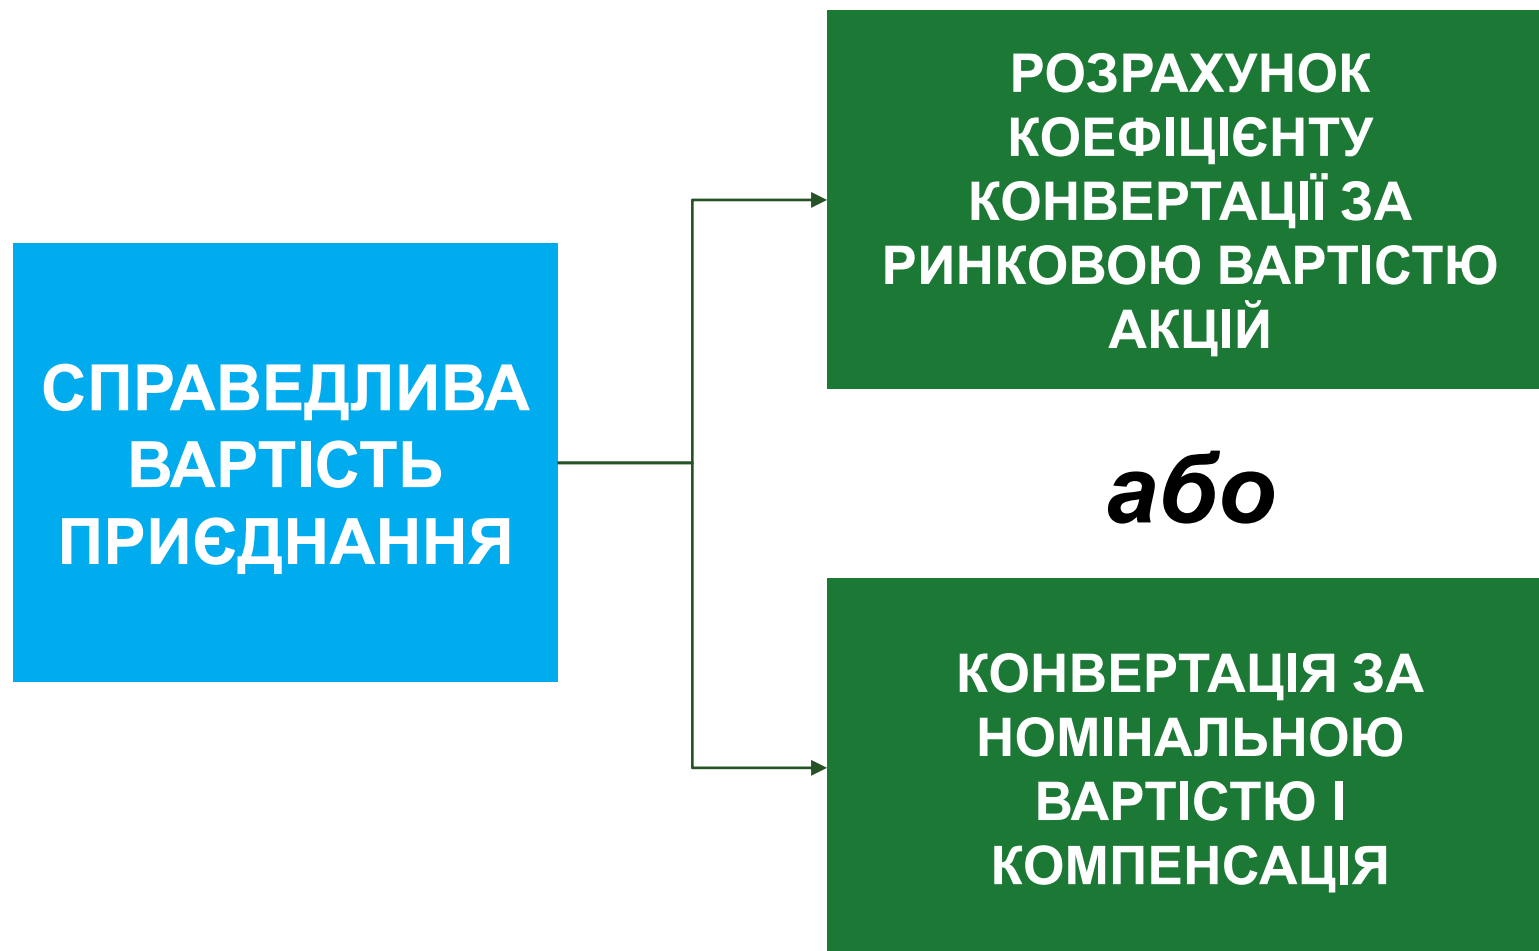 СПРАВЕДЛИВА
ВАРТІСТЬ
ПРИЄДНАННЯ
РОЗРАХУНОК
КОЕФІЦІЄНТУ
КОНВЕРТАЦІЇ ЗА
РИНКОВОЮ ВАРТІСТЮ
АКЦІЙ
або
КОНВЕРТАЦІЯ ЗА
НОМІНАЛЬНОЮ
ВАРТІСТЮ І
КОМПЕНСАЦІЯ